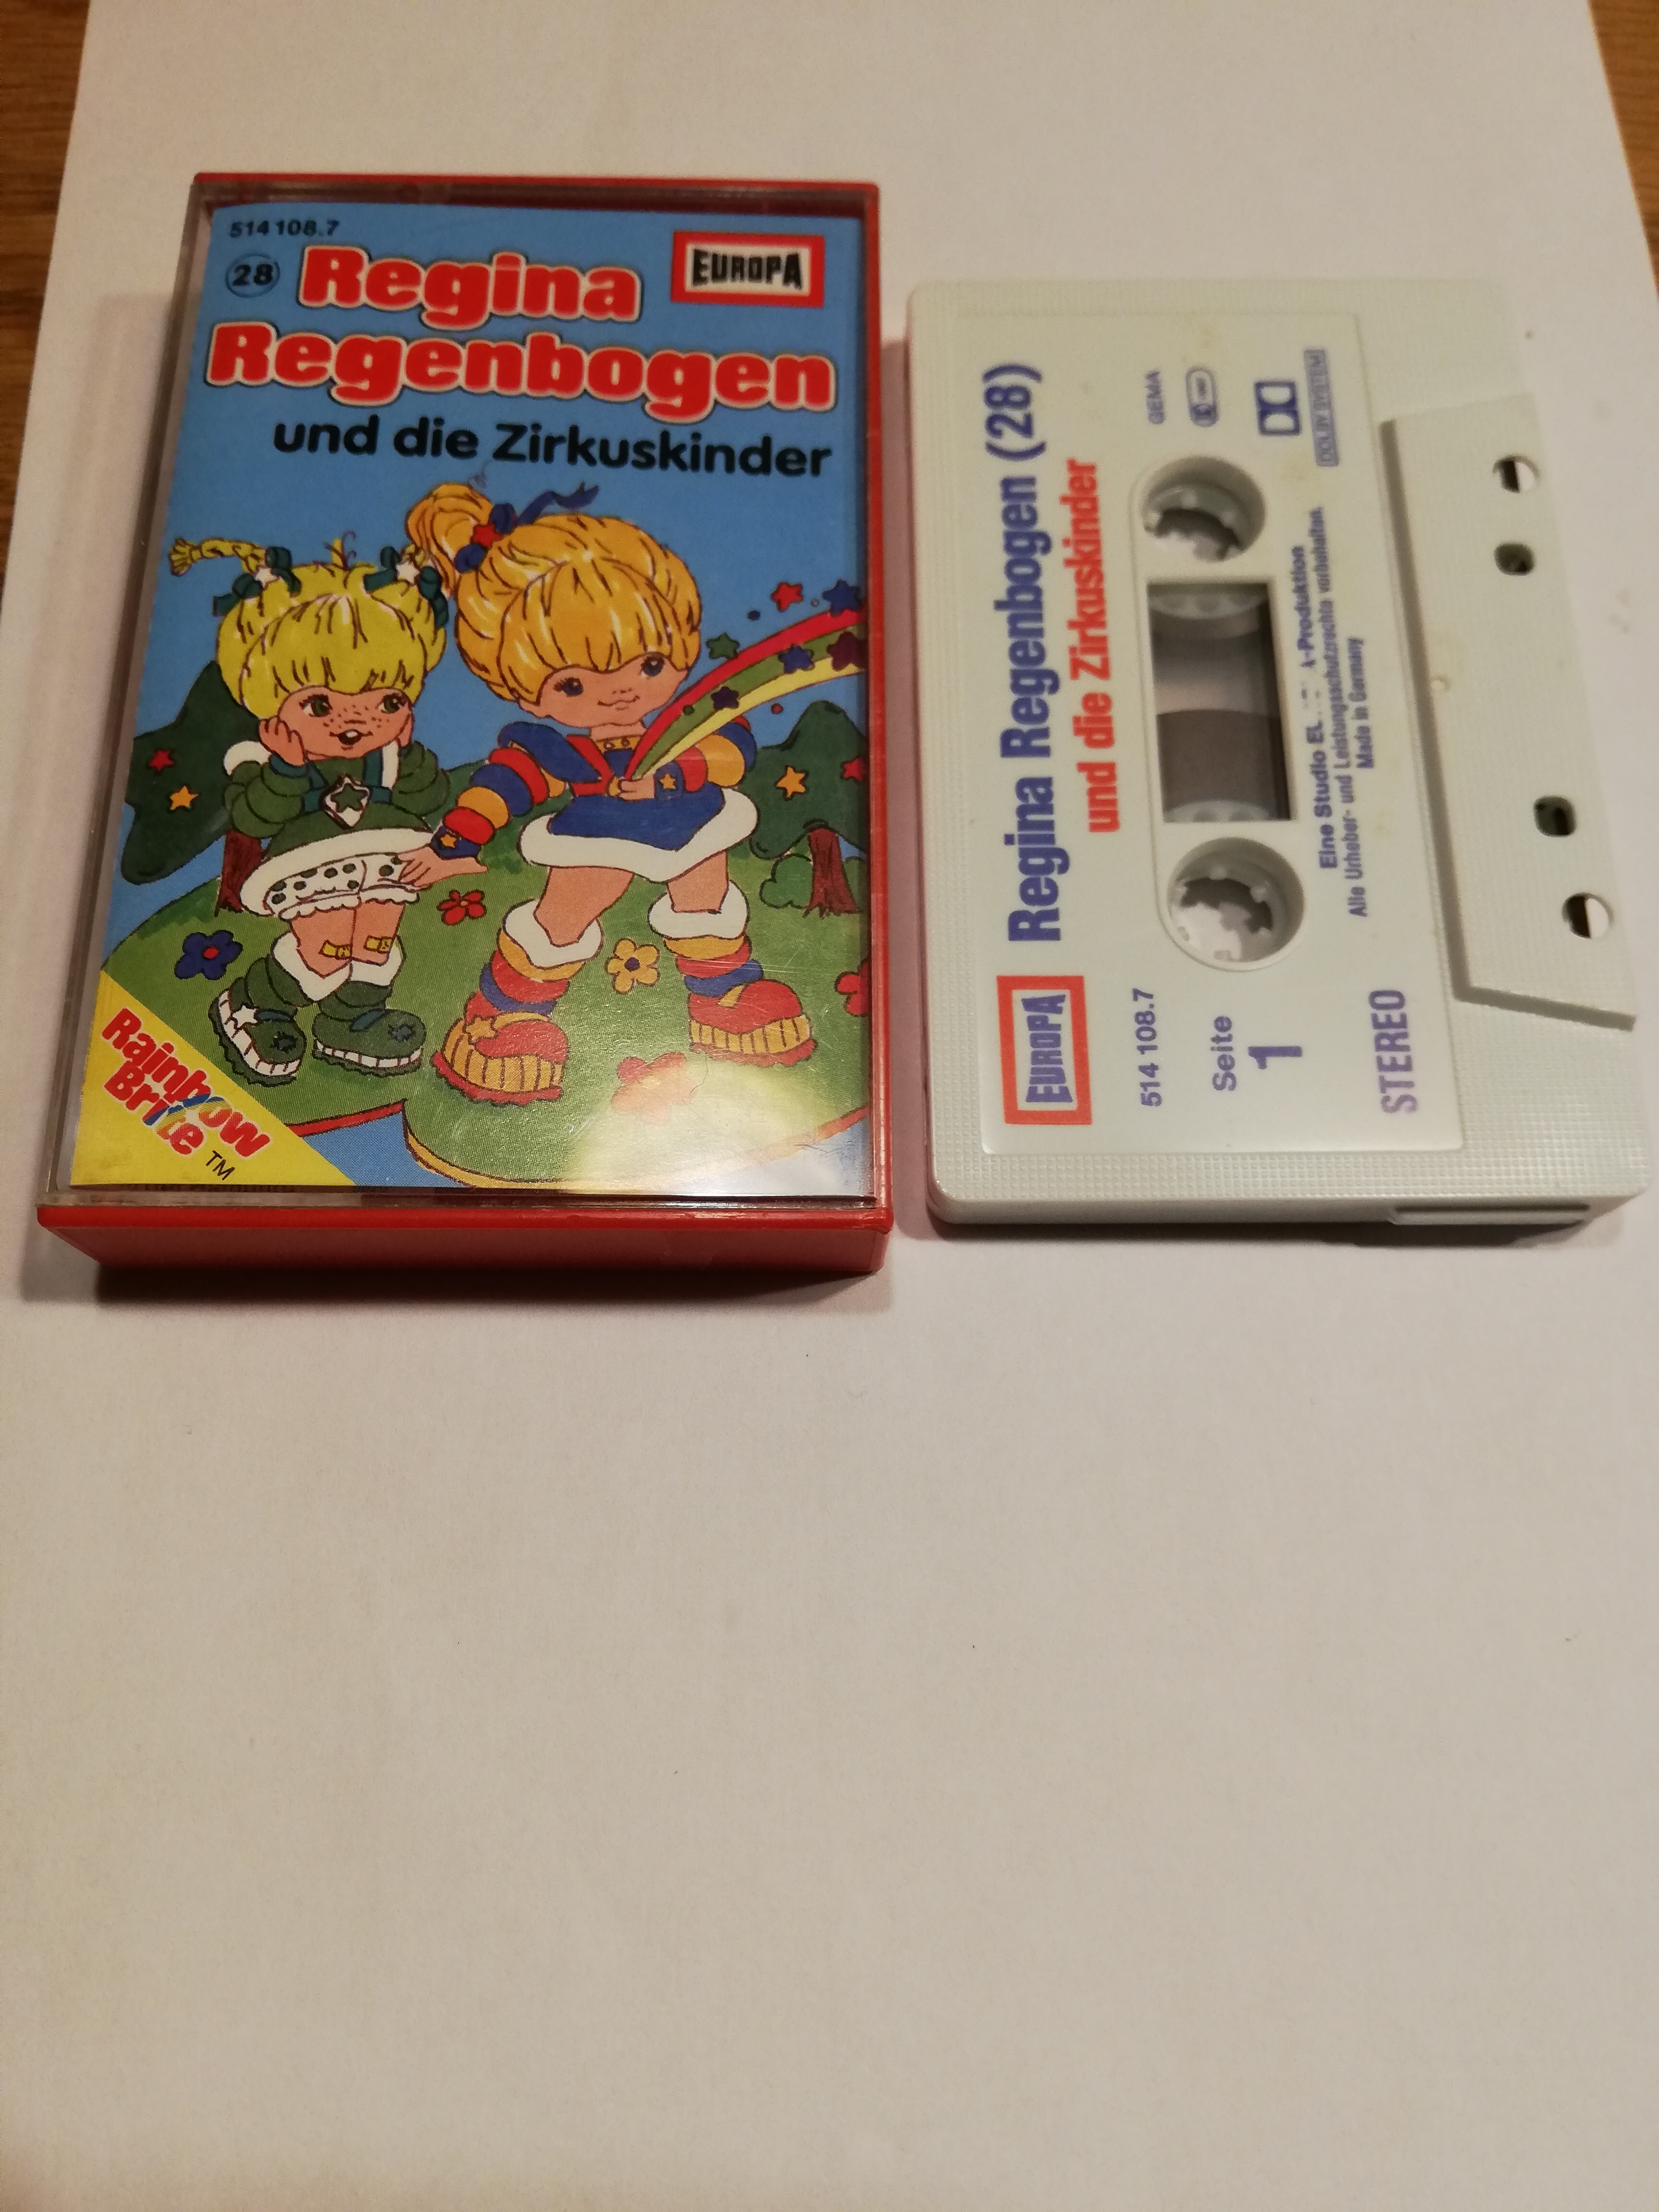 514 108.7
28
Regina
EUROPA
Regenbogen
und die Zirkuskinder
Rainbow
Brite
TM
Regina Regenbogen (28)
und die Zirkuskinder
EUROPA
514 108.7
Seite
1
STEREO
GEMA
DOLBY SYSTEM
Eine Studio A-Produktion
Alle Urheber- und Leistungsschutzrechte vorbehalten
Made in Germany